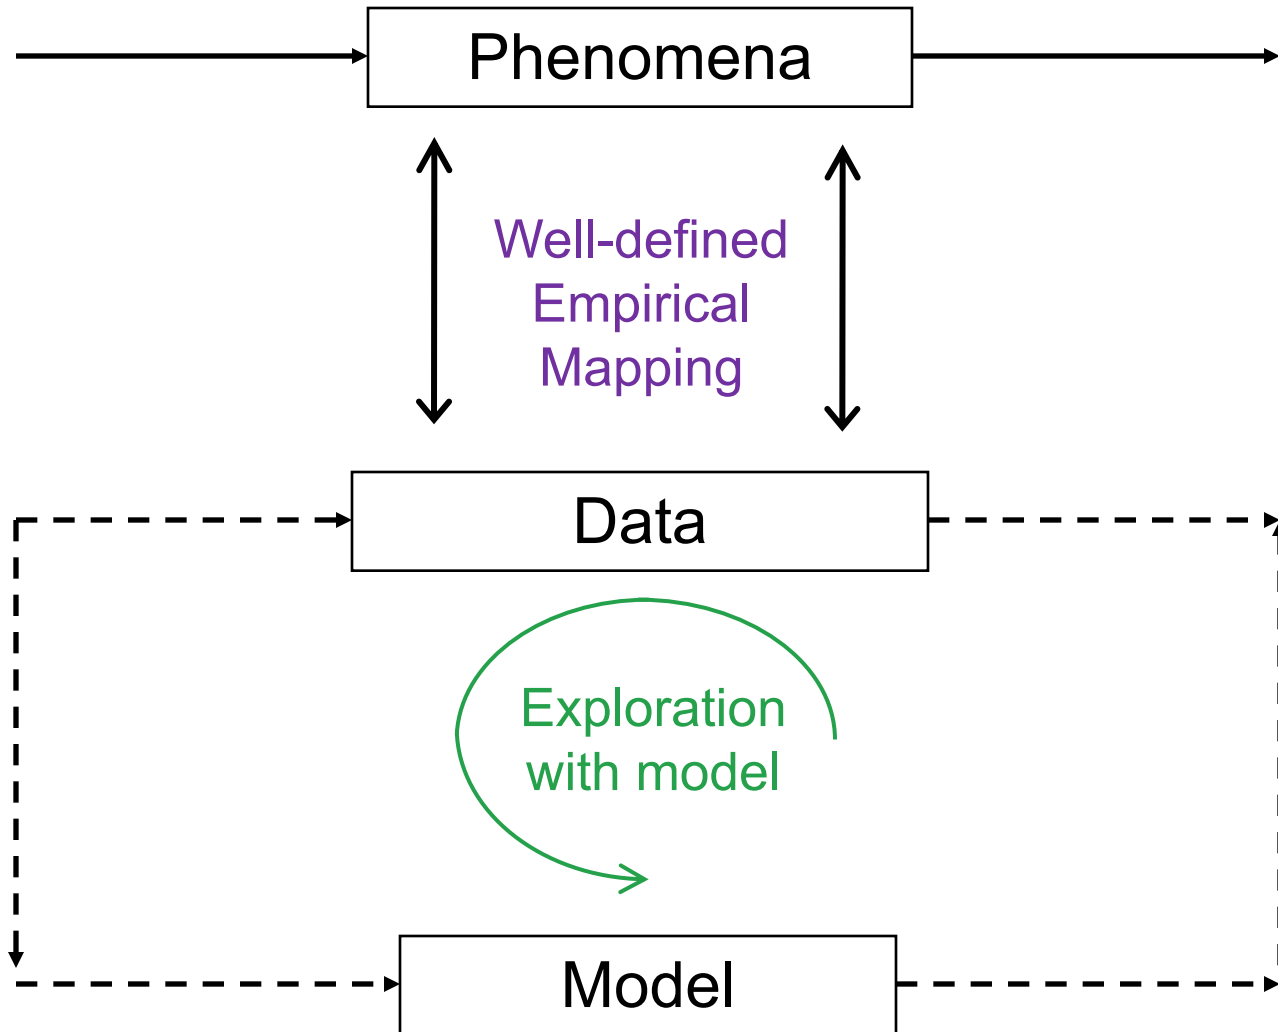 Phenomena
Well-defined
Empirical
Mapping
Data
Exploration
with model
Model